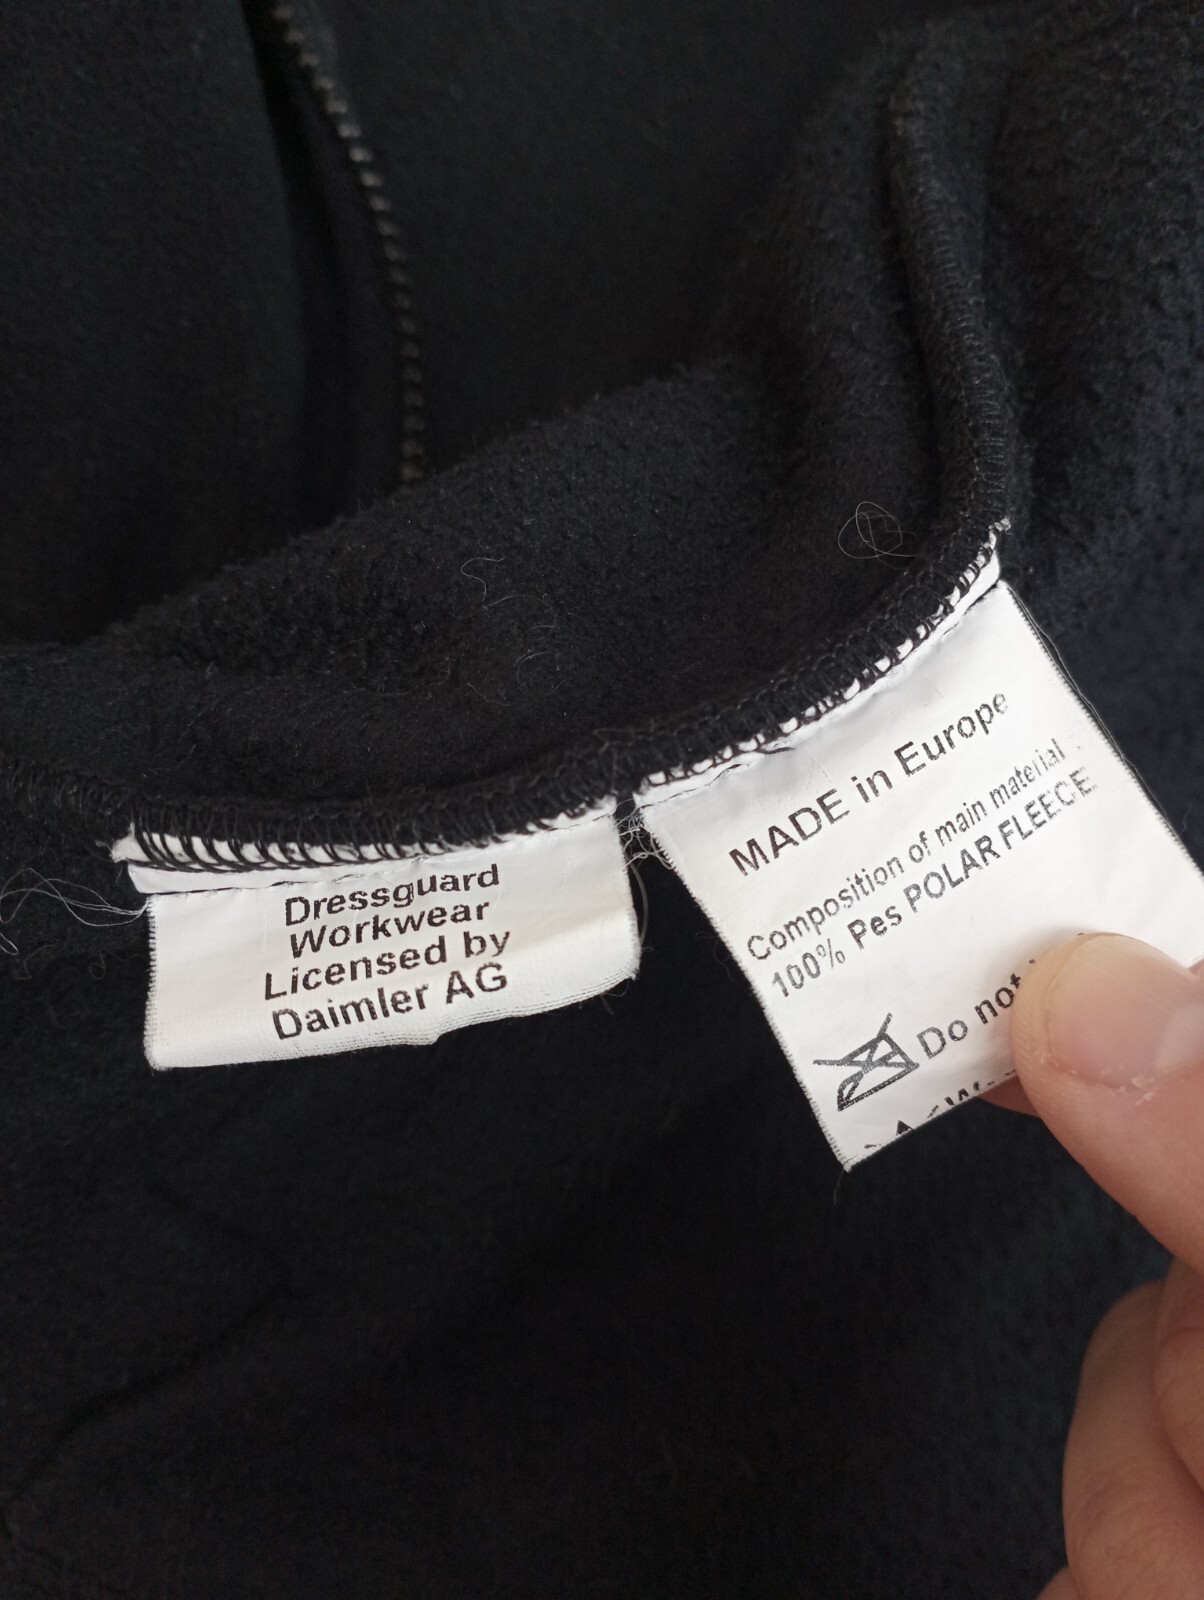 Dressguard
Workwear
Licensed by
Daimler AG
MADE in Europe
Composition of main material
100% Pes POLAR FLEECE
Do not